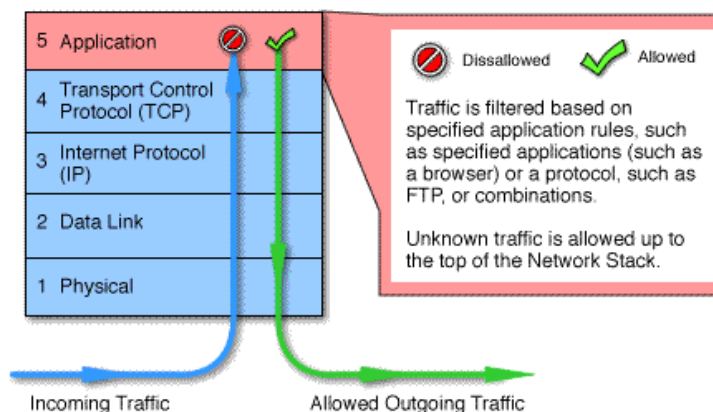 5 Application
4 Transport Control
Protocol (TCP)
3 Internet Protocol
(IP)
2 Data Link
1 Physical
Incoming Traffic
Allowed Outgoing Traffic
Dissallowed
Allowed
Traffic is filtered based on
specified application rules, such
as specified applications (such as
a browser) or a protocol, such as
FTP, or combinations.
Unknown traffic is allowed up to
the top of the Network Stack.